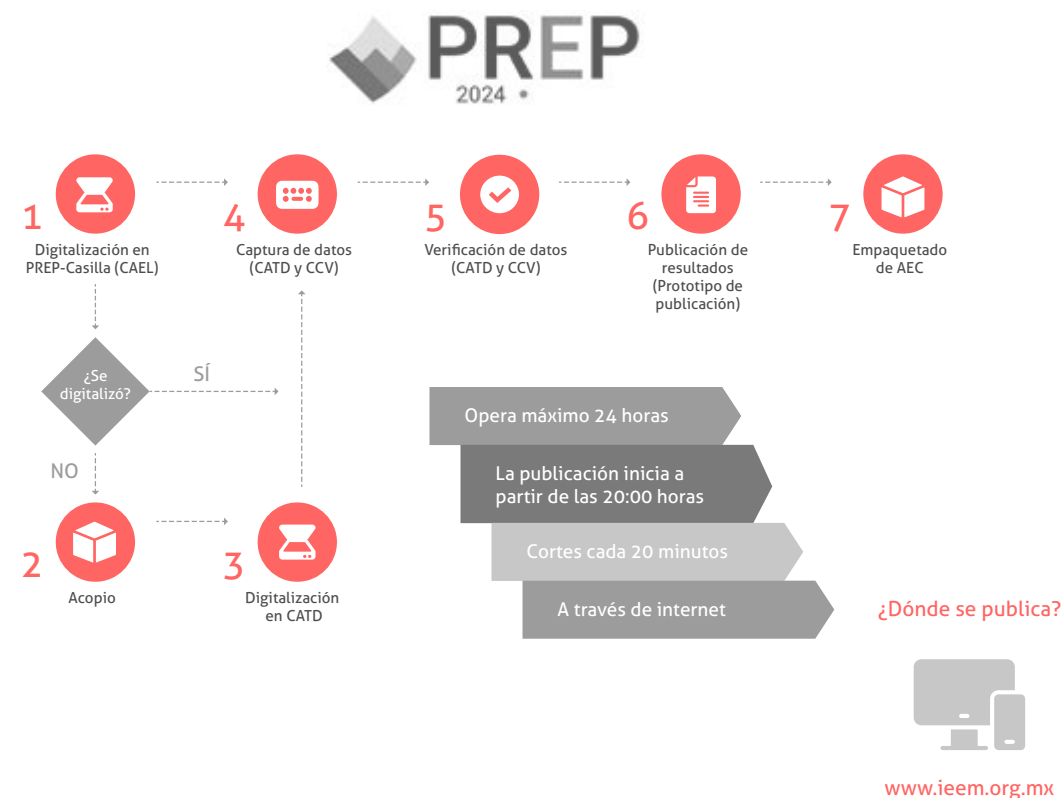 PREP
2024 •
1
Digitalización en
PREP-Casilla (CAEL)
4
Captura de datos
(CATD y CCV)
5
Verificación de datos
(CATD y CCV)
6
Publicación de
resultados
(Prototipo de
publicación)
7
Empaquetado
de AEC
¿Se
digitalizó?
SÍ
NO
2
Acopio
3
Digitalización
en CATD
Opera máximo 24 horas
La publicación inicia a
partir de las 20:00 horas
Cortes cada 20 minutos
A través de internet
¿Dónde se publica?
www.ieem.org.mx